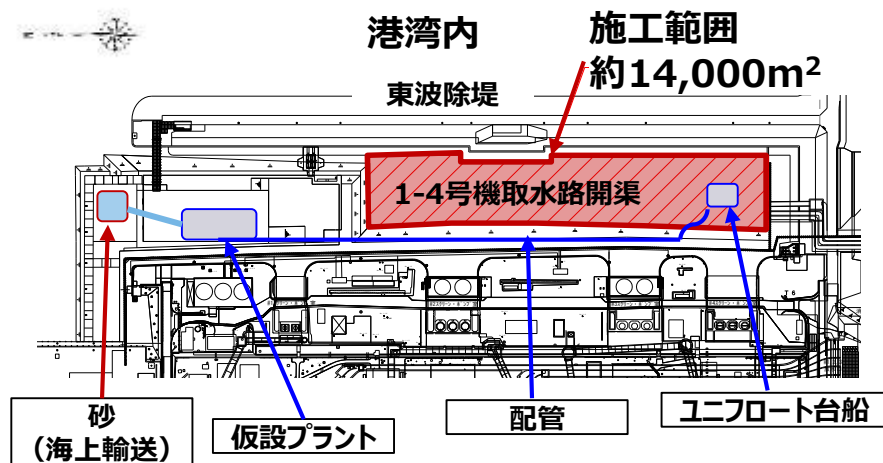 港湾内
施工範囲
約14,000m²
東波除堤
1-4号機取水路開渠
砂
(海上輸送)
仮設プラント
配管
ユニフロート台船